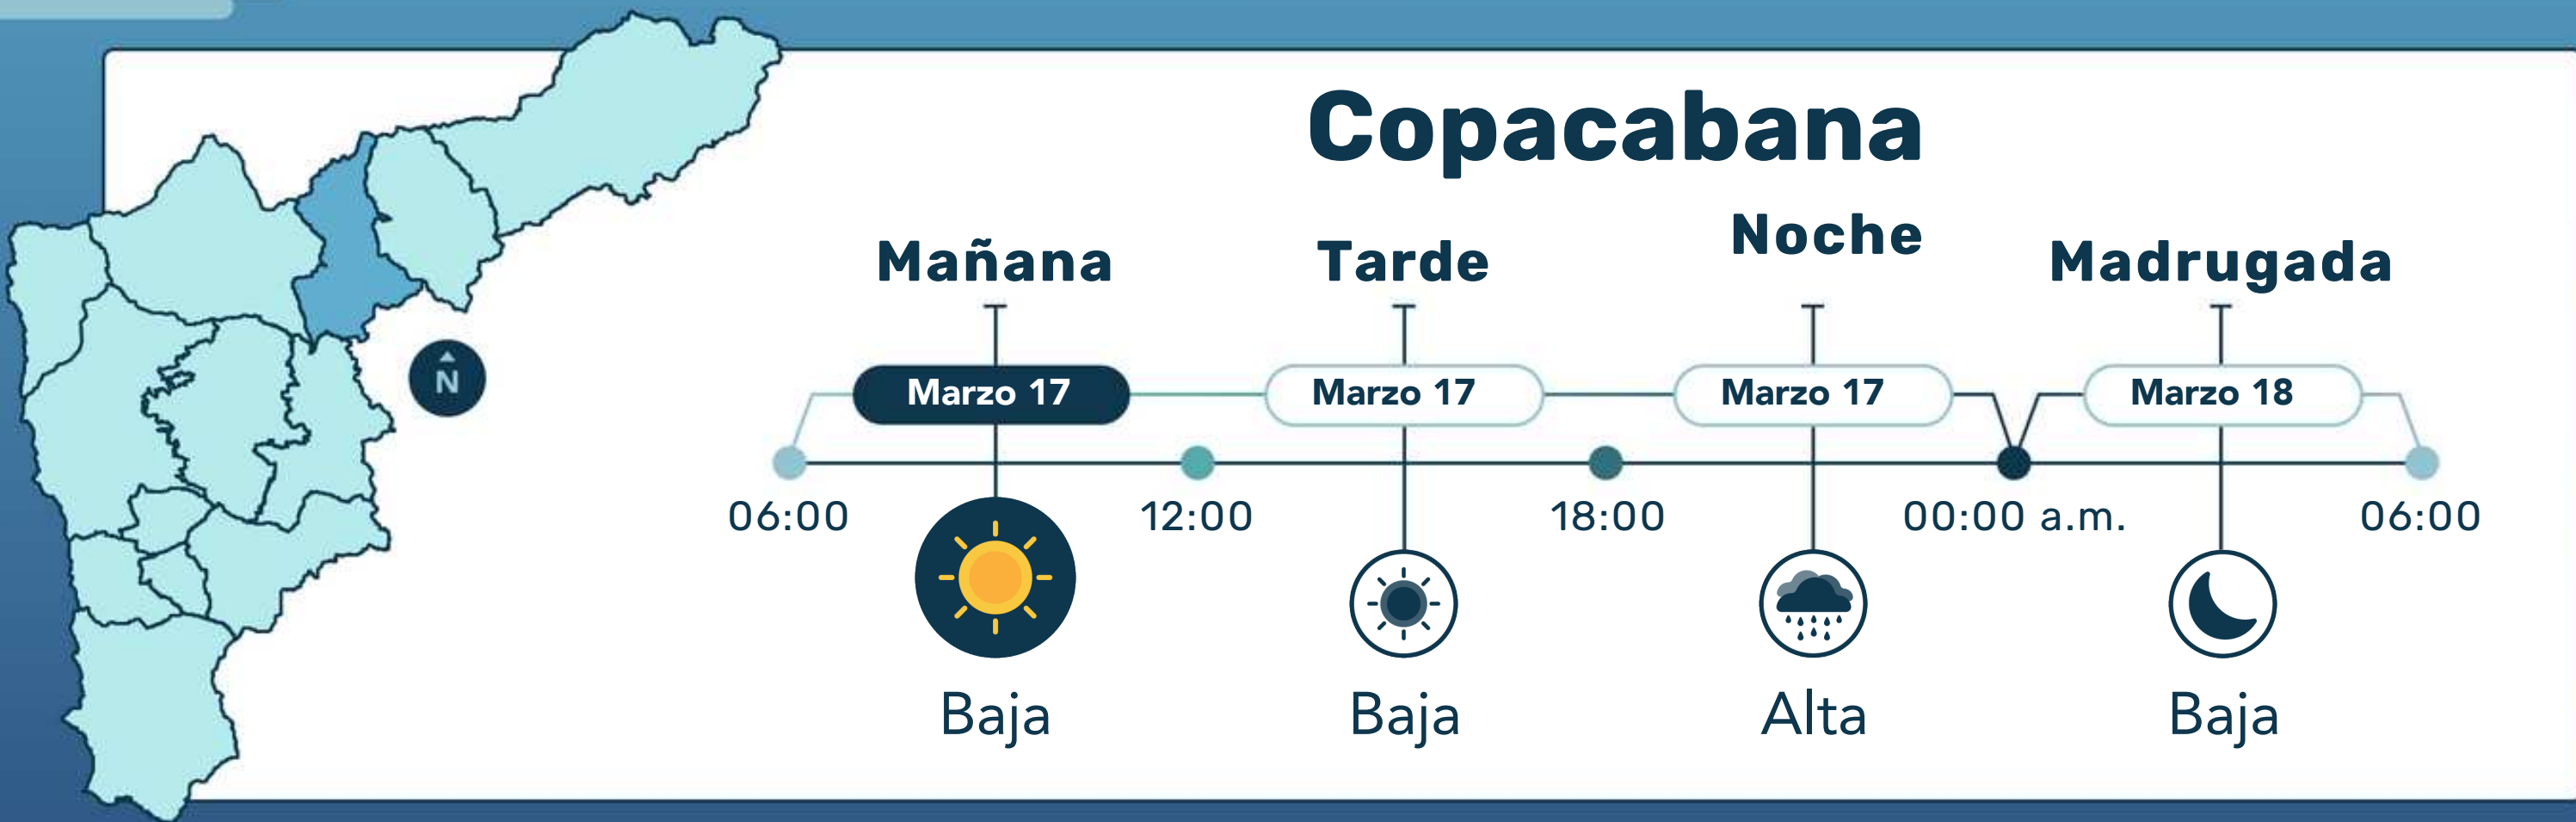 Copacabana
Mañana
Tarde
Noche
Madrugada
N
Marzo 17
Marzo 17
Marzo 17
Marzo 18
06:00
12:00
18:00
00:00 a.m.
06:00
Baja
Baja
Alta
Baja